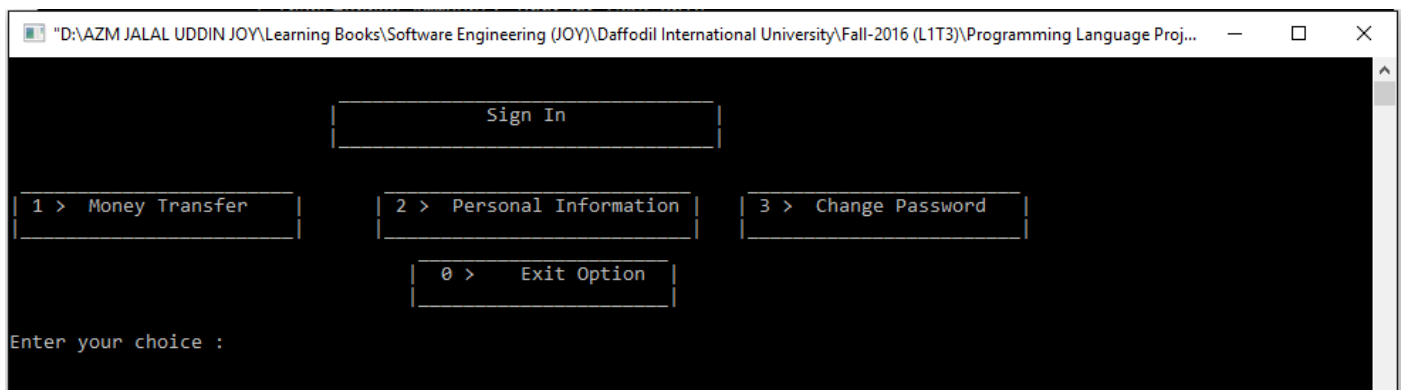 "D:\AZM JALAL UDDIN JOY\Learning Books\Software Engineering (JOY)\Daffodil International University\Fall-2016 (L1T3)\Programming Language Proj...
Sign In
1 > Money Transfer 2 > Personal Information 3 > Change Password
0 > Exit Option
Enter your choice :